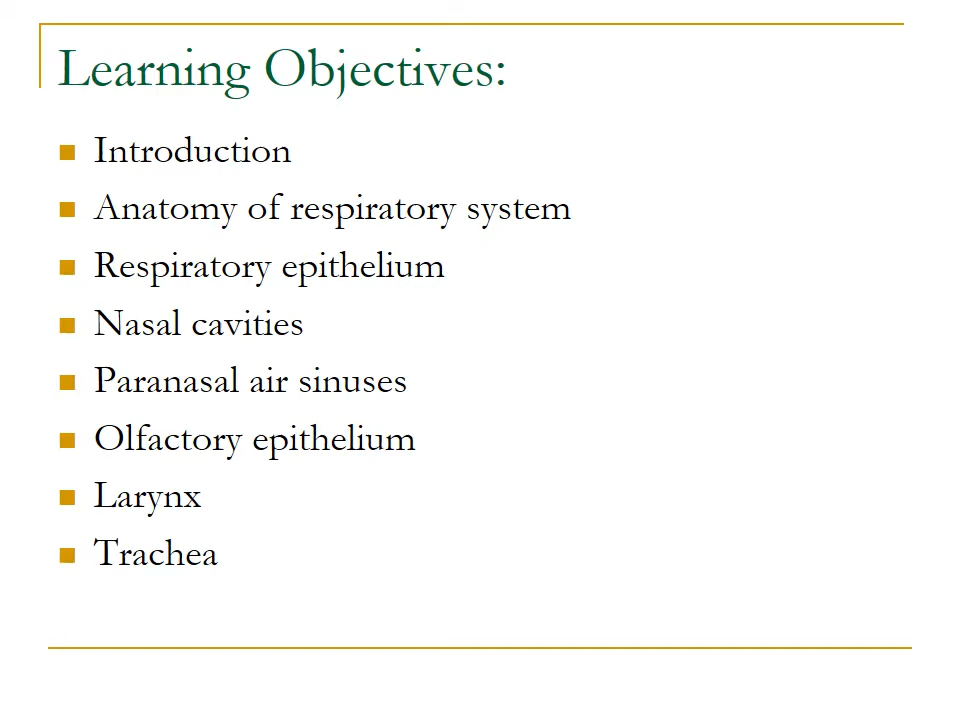 Learning Objectives:
Introduction
Anatomy of respiratory system
Respiratory epithelium
Nasal cavities
Paranasal air sinuses
Olfactory epithelium
Larynx
Trachea